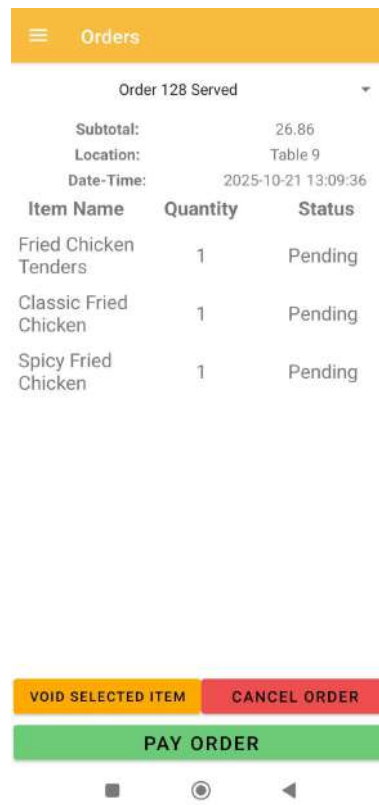 Orders
Order 128 Served
Subtotal: 26.86
Location: Table 9
Date-Time: 2025-10-21 13:09:36
Item Name Quantity Status
Fried Chicken
Tenders 1 Pending
Classic Fried
Chicken 1 Pending
Spicy Fried
Chicken 1 Pending
VOID SELECTED ITEM CANCEL ORDER
PAY ORDER